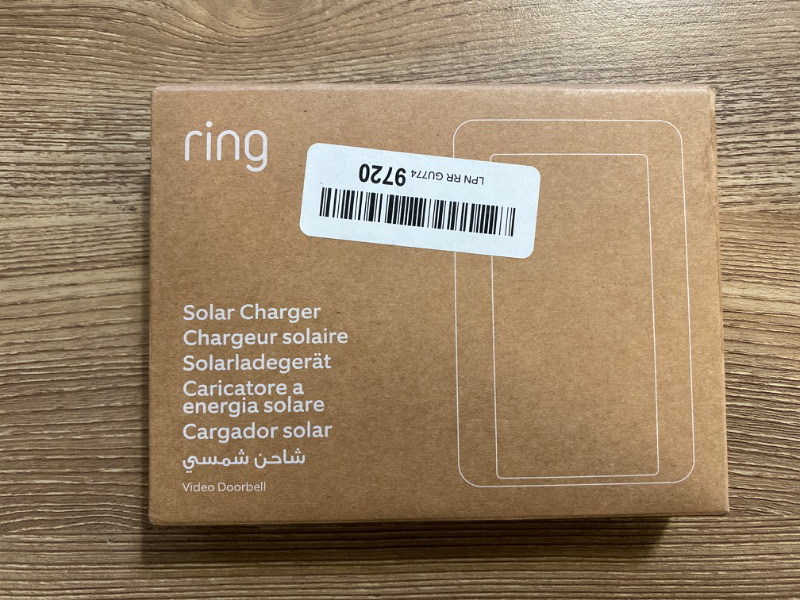 ring
LPN RR GU774 9720
Solar Charger
Chargeur solaire
Solarladegerät
Caricatore a
energia solare
Cargador solar
شاحن شمسي
Video Doorbell